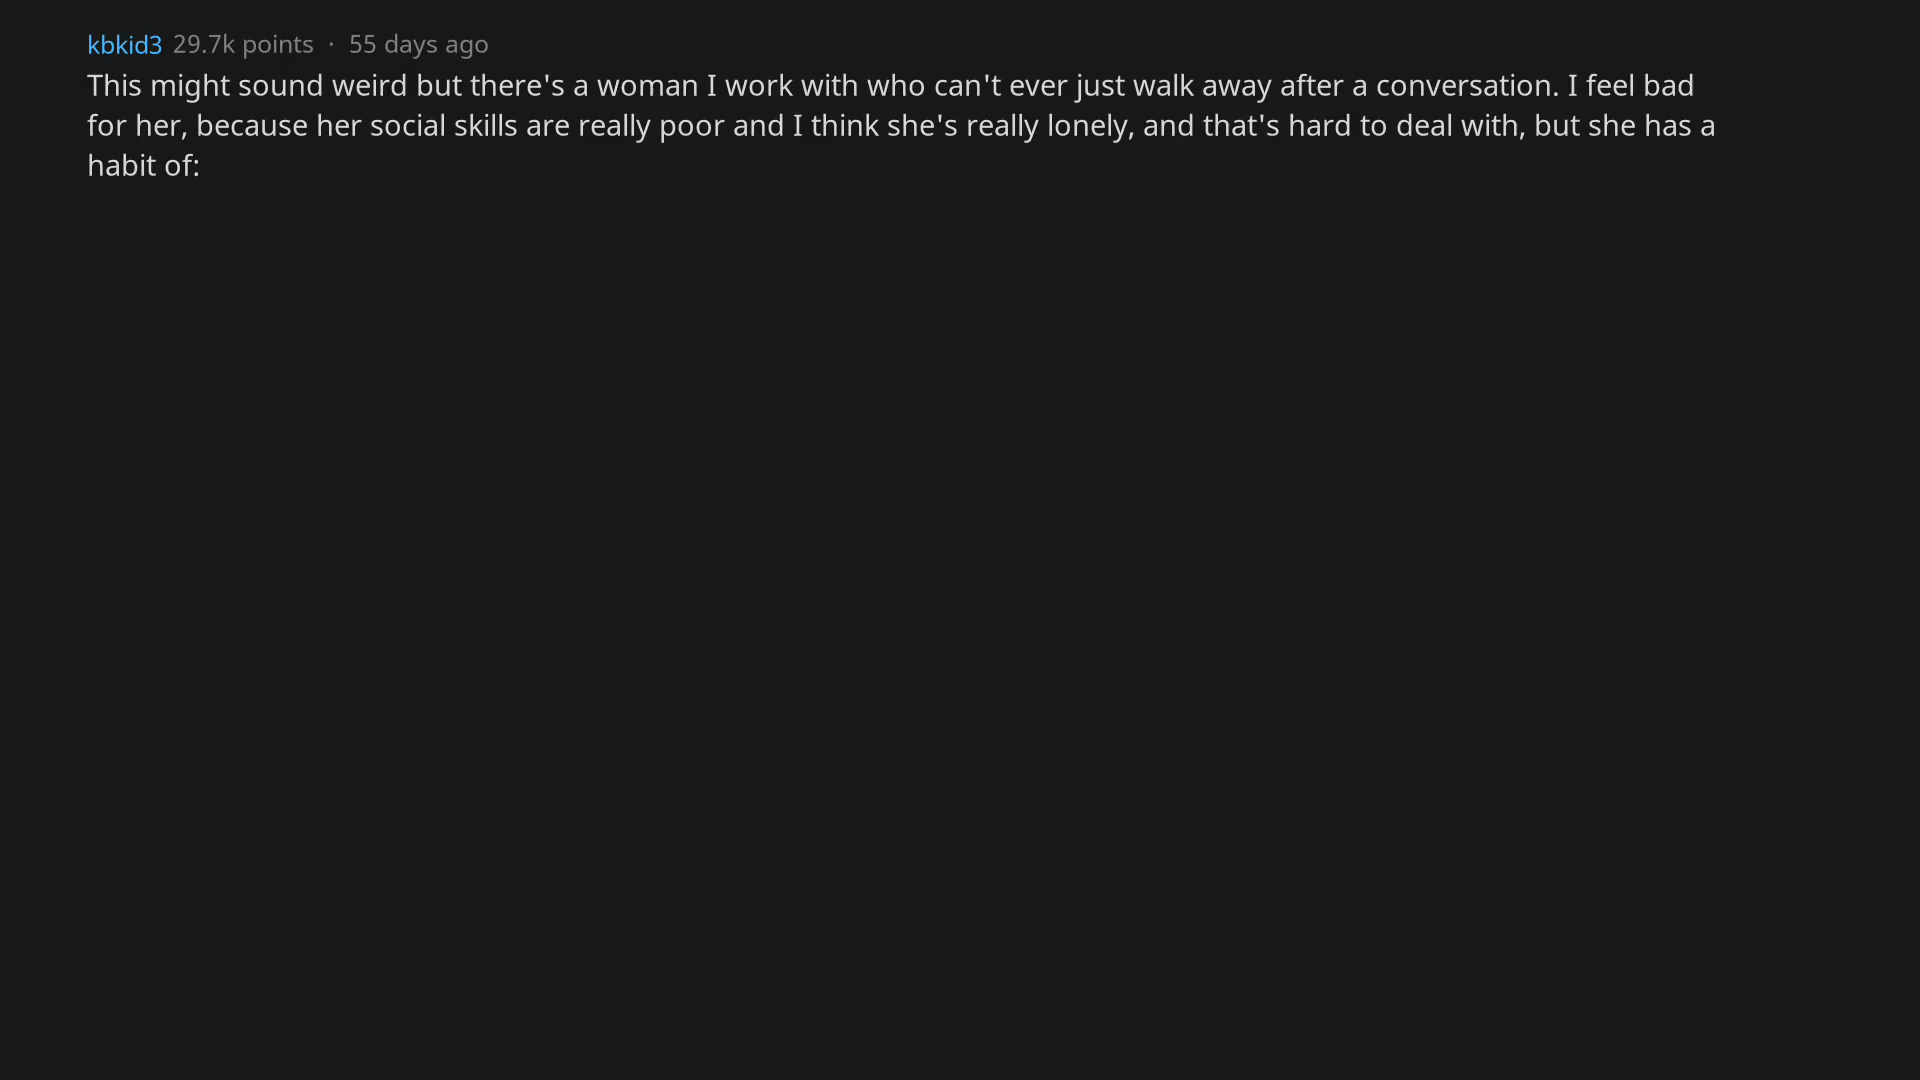 kbkid3 29.7k points · 55 days ago
This might sound weird but there's a woman I work with who can't ever just walk away after a conversation. I feel bad
for her, because her social skills are really poor and I think she's really lonely, and that's hard to deal with, but she has a
habit of: